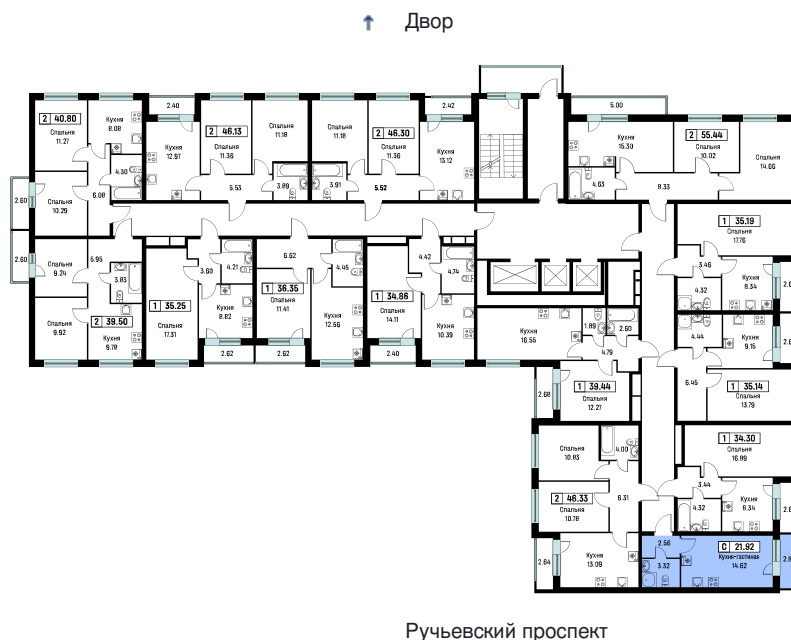 Двор
2 40.80
Спальня
11.27
Кухня
8.08
2.40
2 46.13
Спальня
11.36
Спальня
11.18
Спальня
11.18
2 46.30
Спальня
11.36
2.42
Кухня
13.12
5.00
Кухня
15.30
2 55.44
Спальня
10.02
Спальня
14.66
Кухня
12.97
4.30
6.08
5.53
3.89
3.91
5.52
4.63
8.33
2.60
Спальня
10.29
1 35.19
Спальня
17.76
2.60
Спальня
9.24
5.95
3.83
3.60
4.21
6.62
4.45
4.42
4.74
3.46
4.32
Кухня
8.34
1 35.25
Спальня
17.31
1 36.35
Спальня
11.41
1 34.86
Спальня
14.11
Спальня
9.92
2 39.50
Кухня
9.78
Кухня
8.82
Кухня
12.56
Кухня
10.39
Кухня
16.55
1.89
2.60
4.44
Кухня
9.15
2.62
2.62
2.40
4.79
6.45
1 35.14
Спальня
13.79
2.68
1 39.44
Спальня
12.27
1 34.30
Спальня
16.89
Спальня
10.83
4.00
2 46.33
Спальня
10.78
6.31
3.44
4.32
Кухня
8.34
2.64
Кухня
13.09
2.56
3.32
С 21.92
Кухня-гостиная
14.62
Ручьевский проспект